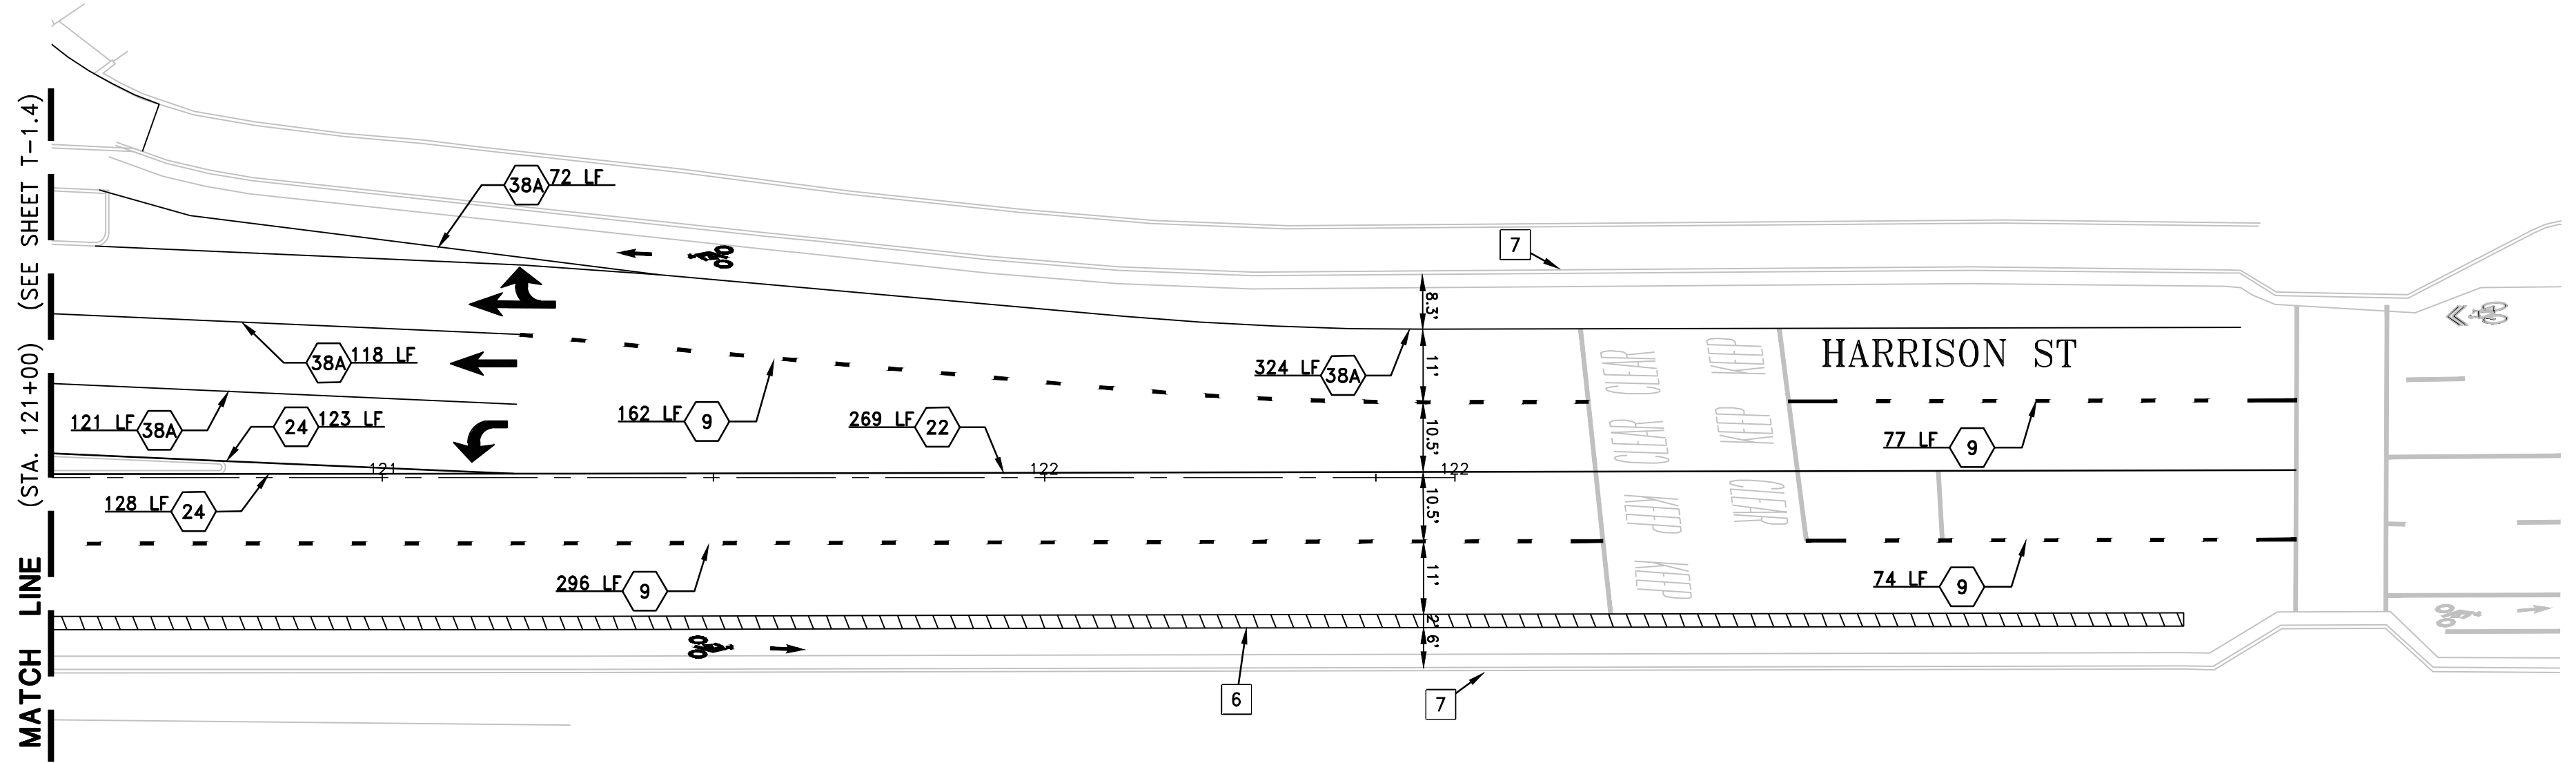 MATCH LINE (STA. 121+00) (SEE SHEET T-1.4)
38A 72 LF
7
8.3'
38A 118 LF
11'
324 LF 38A
CLEAR
KEEP
HARRISON ST
121 LF 38A
24 123 LF
162 LF 9
269 LF 22
10.5'
CLEAR
KEEP
77 LF 9
121
122
122
128 LF 24
10.5'
KEEP
CLEAR
296 LF 9
11'
KEEP
74 LF 9
2'
6'
6
7